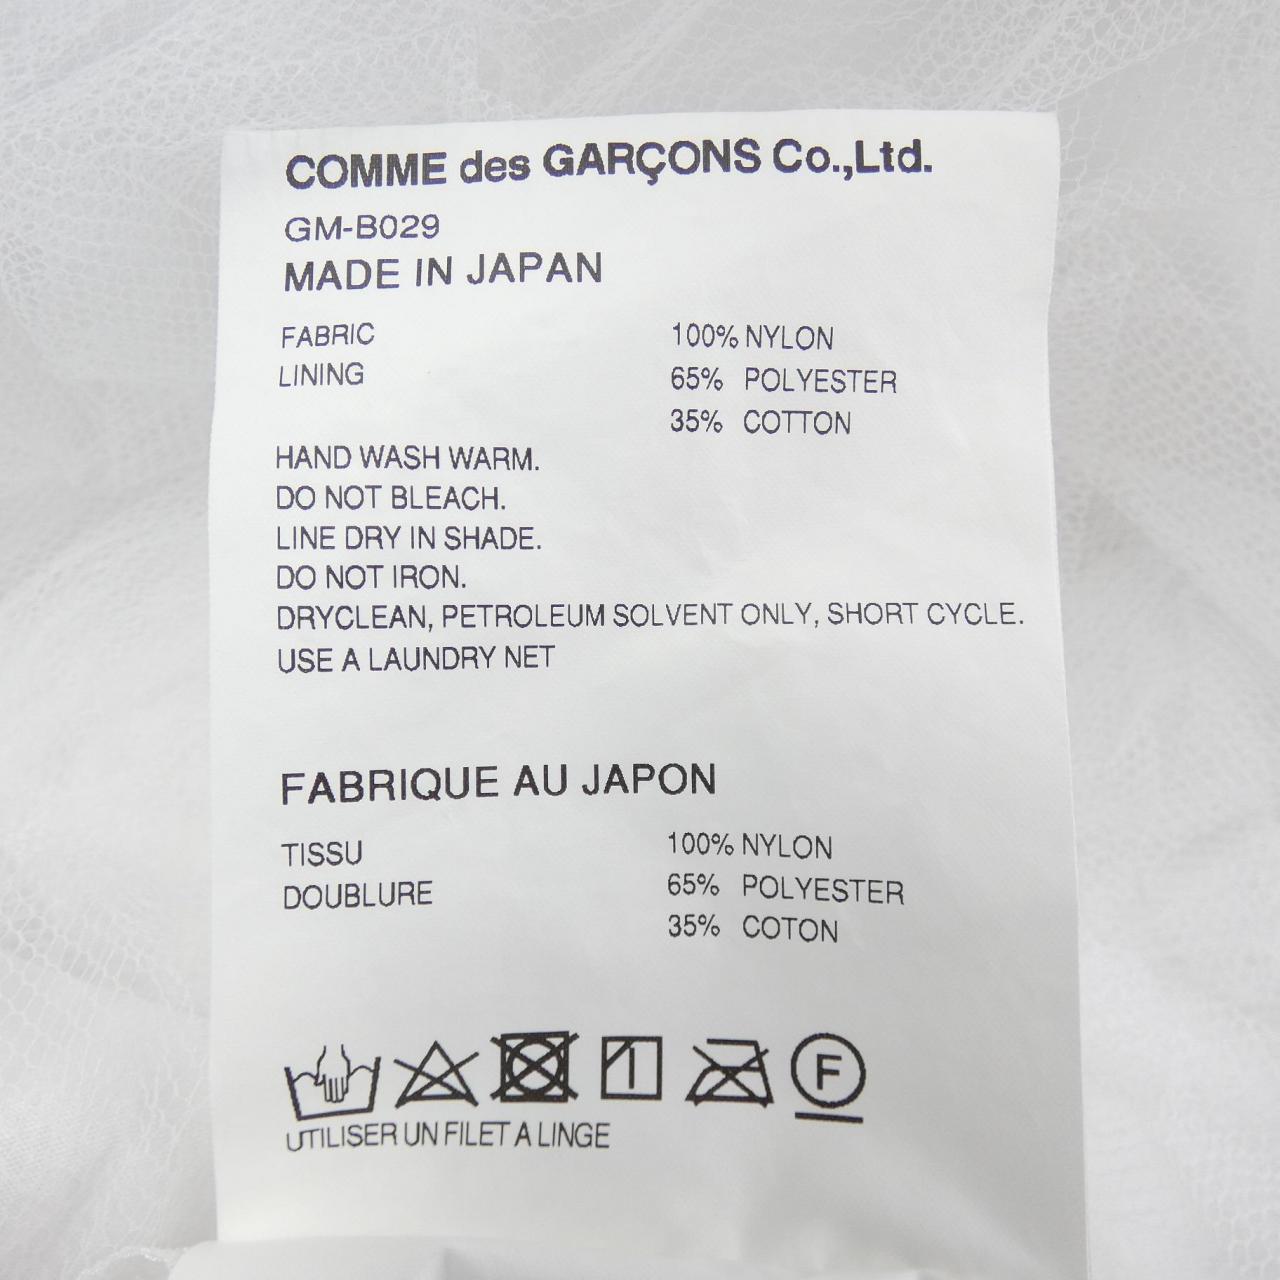 COMME des GARÇONS Co.,Ltd.
GM-B029
MADE IN JAPAN
FABRIC 100% NYLON
LINING 65% POLYESTER
35% COTTON
HAND WASH WARM.
DO NOT BLEACH.
LINE DRY IN SHADE.
DO NOT IRON.
DRYCLEAN, PETROLEUM SOLVENT ONLY, SHORT CYCLE.
USE A LAUNDRY NET
FABRIQUE AU JAPON
TISSU 100% NYLON
DOUBLURE 65% POLYESTER
35% COTON
F
UTILISER UN FILET A LINGE